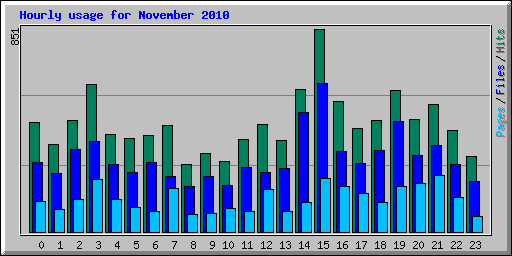 Hourly usage for November 2010
851
Pages / Files / Hits
0 1 2 3 4 5 6 7 8 9 10 11 12 13 14 15 16 17 18 19 20 21 22 23